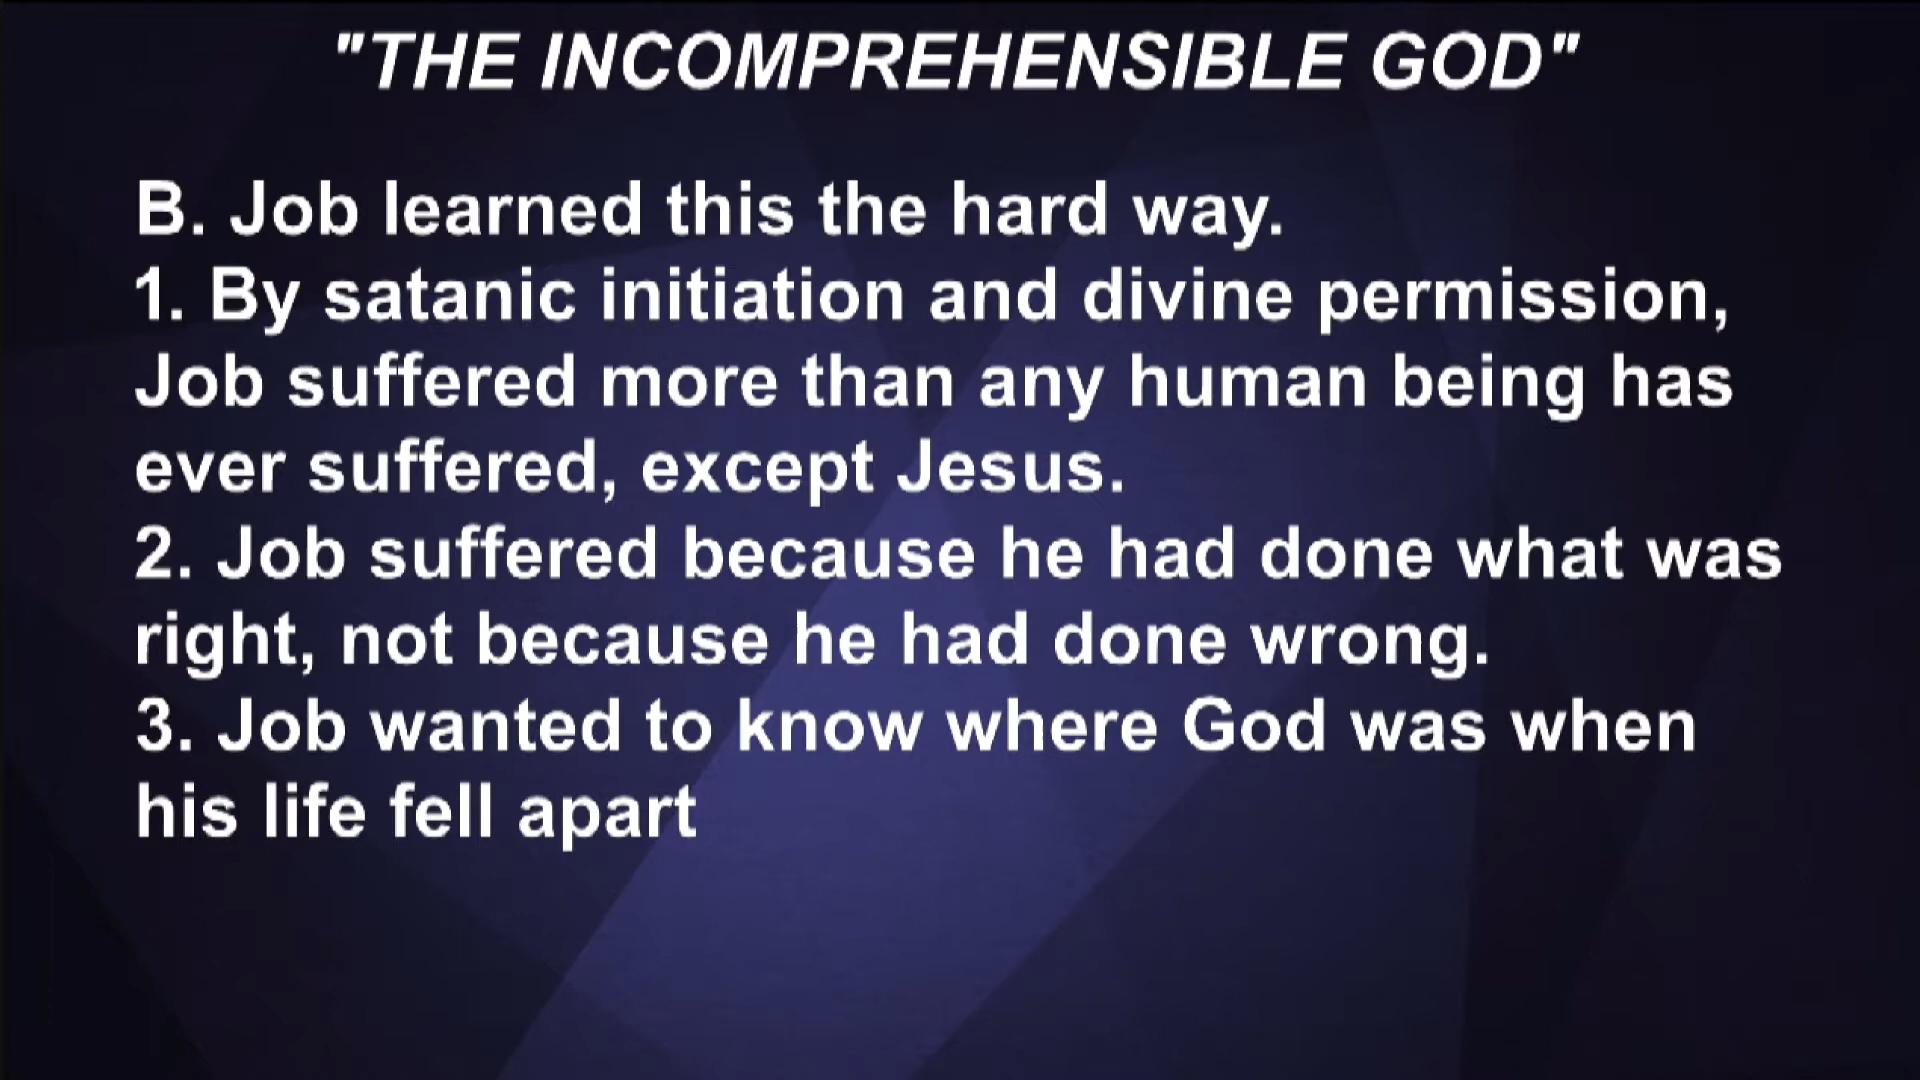 "THE INCOMPREHENSIBLE GOD"
B. Job learned this the hard way.
1. By satanic initiation and divine permission,
Job suffered more than any human being has
ever suffered, except Jesus.
2. Job suffered because he had done what was
right, not because he had done wrong.
3. Job wanted to know where God was when
his life fell apart